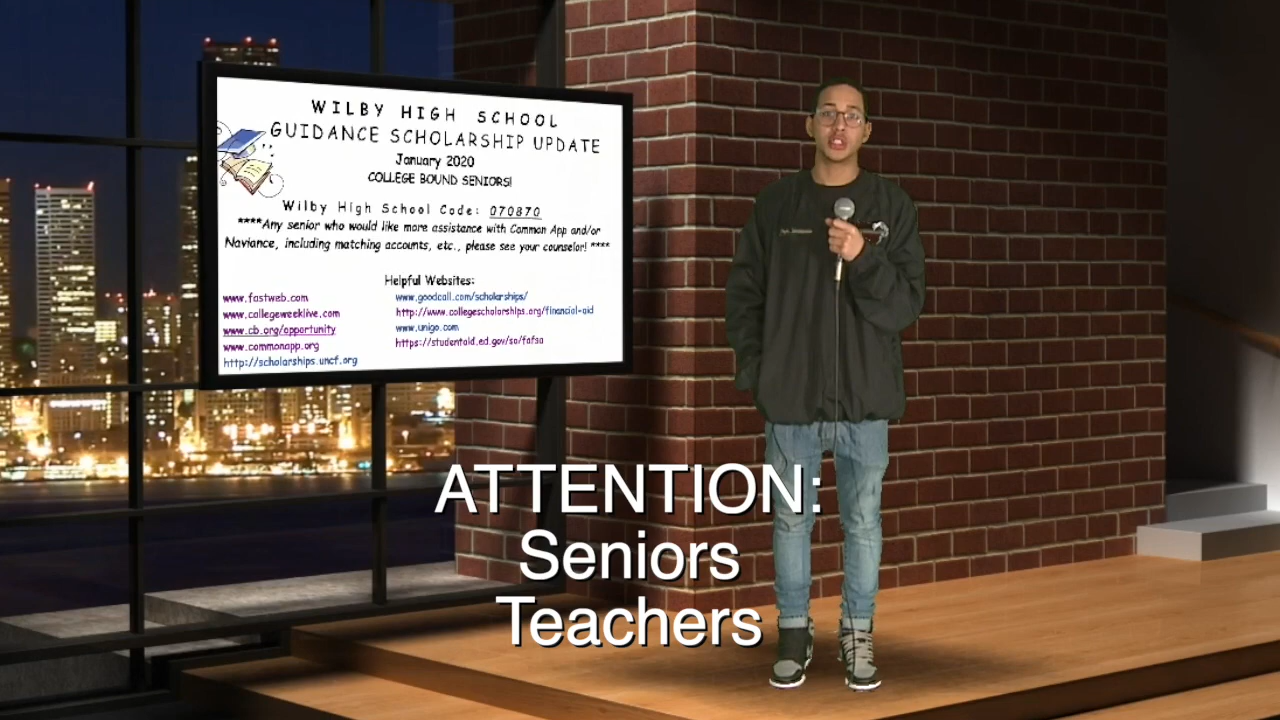 WILBY HIGH SCHOOL
GUIDANCE SCHOLARSHIP UPDATE
January 2020
COLLEGE BOUND SENIORS!
Wilby High School Code: 070870
****Any senior who would like more assistance with Common App and/or
Naviance, including matching accounts, etc., please see your counselor! ****
Helpful Websites:
www.fastweb.com
www.collegeweeklive.com
www.cb.org/opportunity
www.commonapp.org
http://scholarships.uncf.org
www.goodcall.com/scholarships/
http://www.collegescholarships.org/financial-aid
www.unigo.com
https://studentaid.ed.gov/sa/fafsa
ATTENTION:
Seniors
Teachers